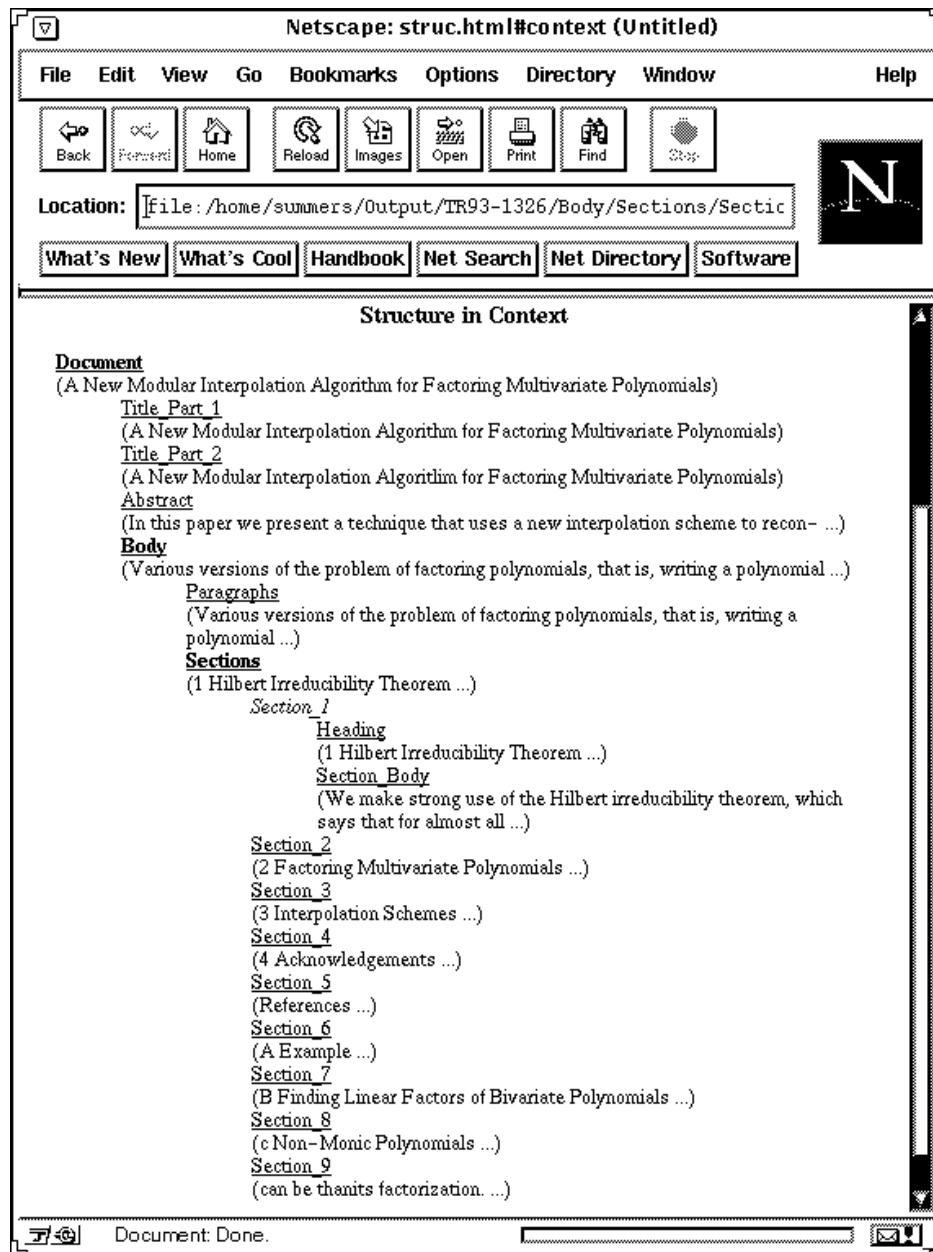 Netscape: struc.html#context (Untitled)
File Edit View Go Bookmarks Options Directory Window Help
Back Forward Home Reload Images Open Print Find Stop
N
Location: file:/home/summers/Output/TR93-1326/Body/Sections/Sectio
What's New What's Cool Handbook Net Search Net Directory Software
Structure in Context
Document
(A New Modular Interpolation Algorithm for Factoring Multivariate Polynomials)
Title_Part_1
(A New Modular Interpolation Algorithm for Factoring Multivariate Polynomials)
Title_Part_2
(A New Modular Interpolation Algoritlim for Factoring Multivariate Polynomials)
Abstract
(In this paper we present a technique that uses a new interpolation scheme to recon- ...)
Body
(Various versions of the problem of factoring polynomials, that is, writing a polynomial ...)
Paragraphs
(Various versions of the problem of factoring polynomials, that is, writing a
polynomial ...)
Sections
(1 Hilbert Irreducibility Theorem ...)
Section_1
Heading
(1 Hilbert Irreducibility Theorem ...)
Section_Body
(We make strong use of the Hilbert irreducibility theorem, which
says that for almost all ...)
Section_2
(2 Factoring Multivariate Polynomials ...)
Section_3
(3 Interpolation Schemes ...)
Section_4
(4 Acknowledgements ...)
Section_5
(References ...)
Section_6
(A Example ...)
Section_7
(B Finding Linear Factors of Bivariate Polynomials ...)
Section_8
(c Non-Monic Polynomials ...)
Section_9
(can be thanits factorization. ...)
Document: Done.